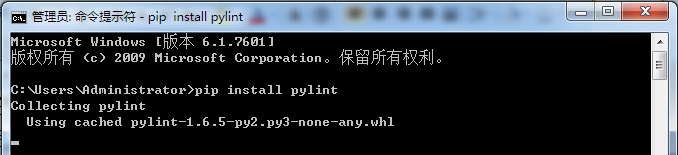 管理员: 命令提示符 - pip  install pylint
Microsoft Windows [版本 6.1.7601]
版权所有 (c) 2009 Microsoft Corporation。保留所有权利。
C:\Users\Administrator>pip install pylint
Collecting pylint
  Using cached pylint-1.6.5-py2.py3-none-any.whl